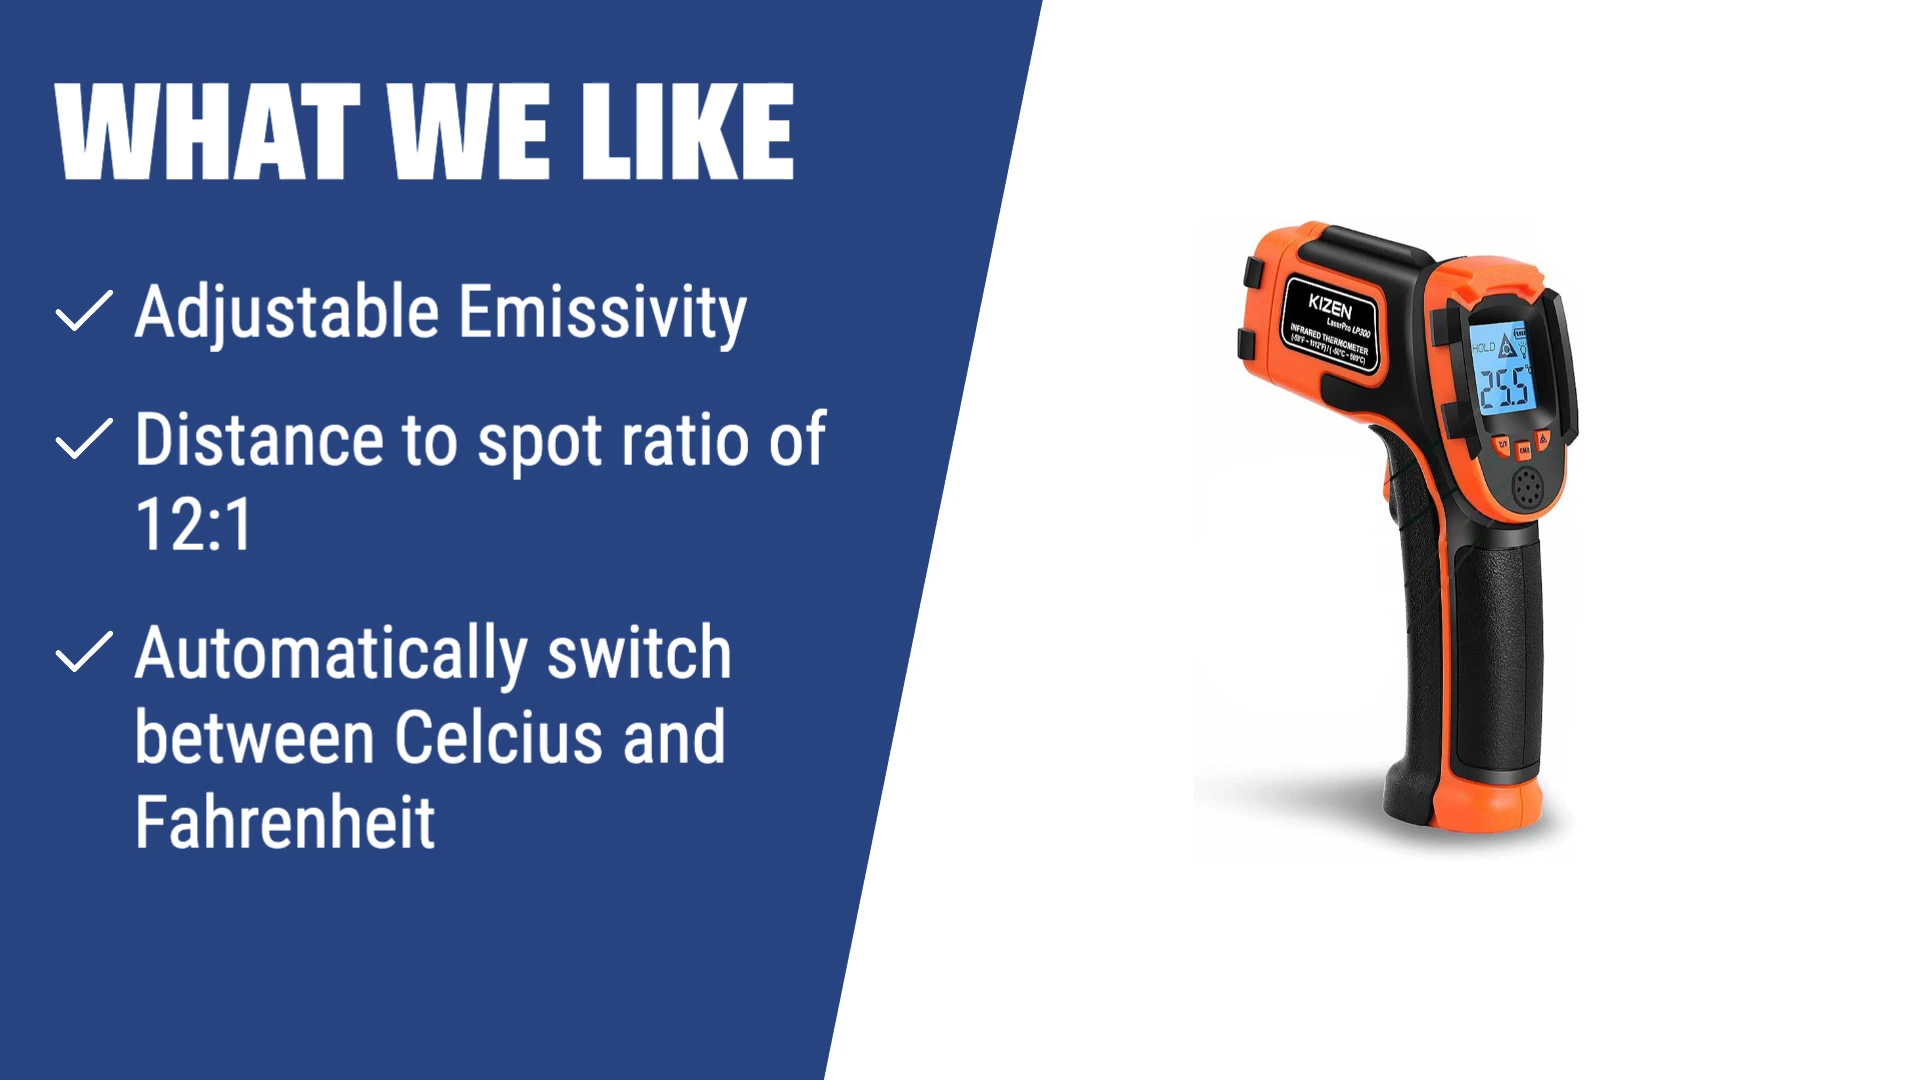 WHAT WE LIKE
Adjustable Emissivity
Distance to spot ratio of
12:1
Automatically switch
between Celcius and
Fahrenheit
KIZEN
LaserPro LP300
INFRARED THERMOMETER
HOLD
25.5
EMS